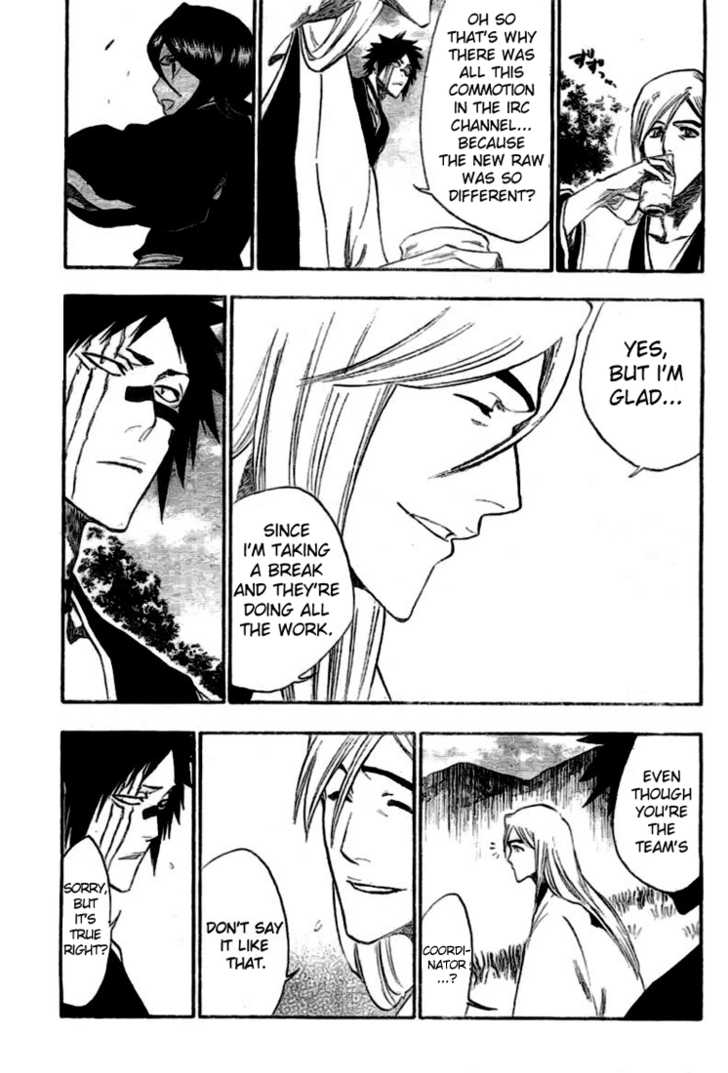 ずず
OH SO
THAT'S WHY
THERE WAS
ALL THIS
COMMOTION
IN THE IRC
CHANNEL...
BECAUSE
THE NEW RAW
WAS SO
DIFFERENT?
YES,
BUT I'M
GLAD...
SINCE
I'M TAKING
A BREAK
AND THEY'RE
DOING ALL
THE WORK.
EVEN
THOUGH
YOU'RE
THE
TEAM'S
COORDI-
NATOR
...?
DON'T SAY
IT LIKE
THAT.
SORRY,
BUT
IT'S
TRUE
RIGHT?